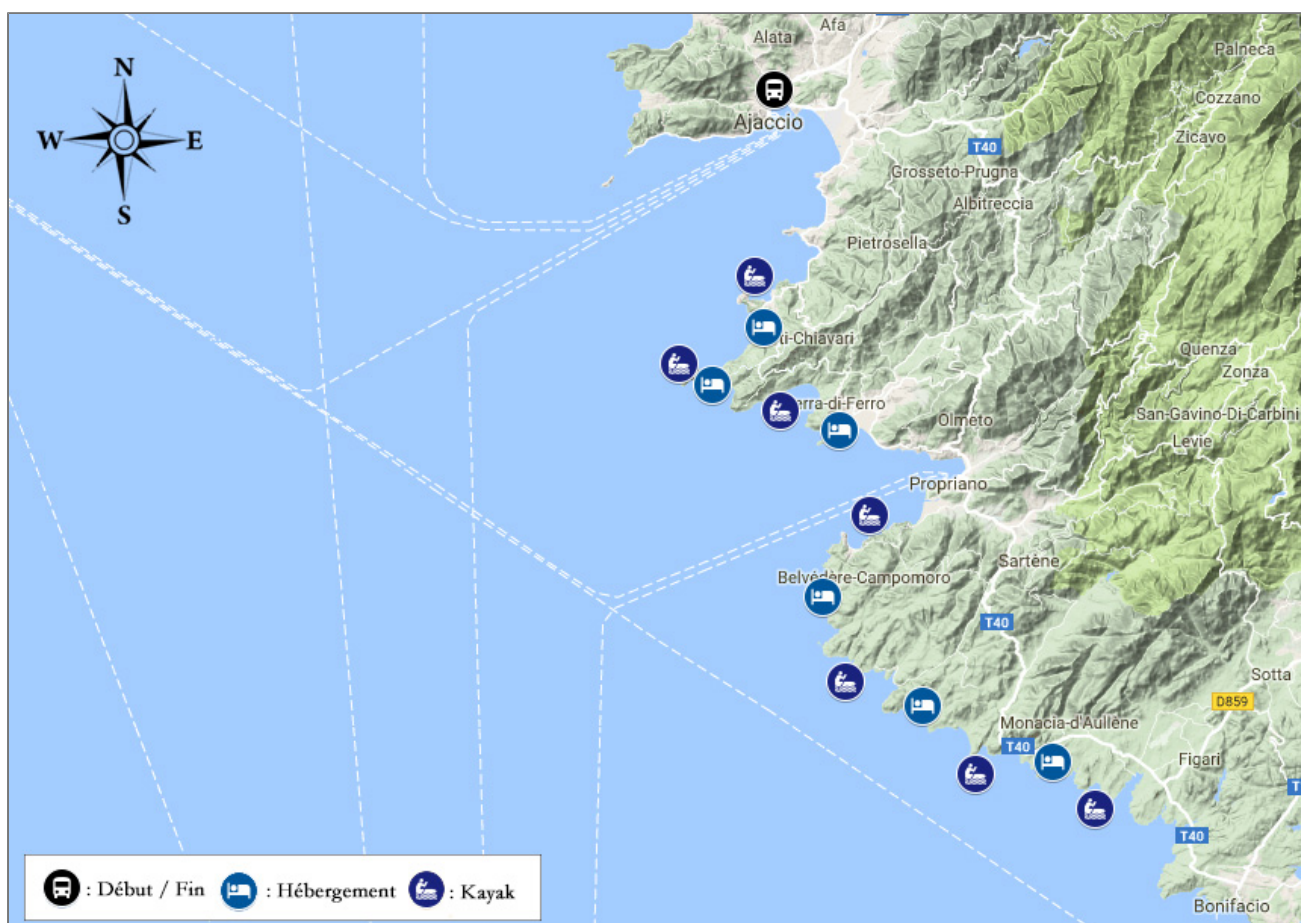 Afa
Alata
Palneca
N
Cozzano
Ajaccio
W
E
Zicavo
T40
Grosseto-Prugna
S
Albitreccia
Pietrosella
ti-Chiavari
Quenza
Zonza
erra-di-Ferro
San-Gavino-Di-Carbini
Olmeto
Levie
Propriano
Sartène
Belvédère-Campomoro
T40
Sotta
D859
Monacia-d'Aullène
T40
Figari
T40
: Début / Fin : Hébergement : Kayak
Bonifacio